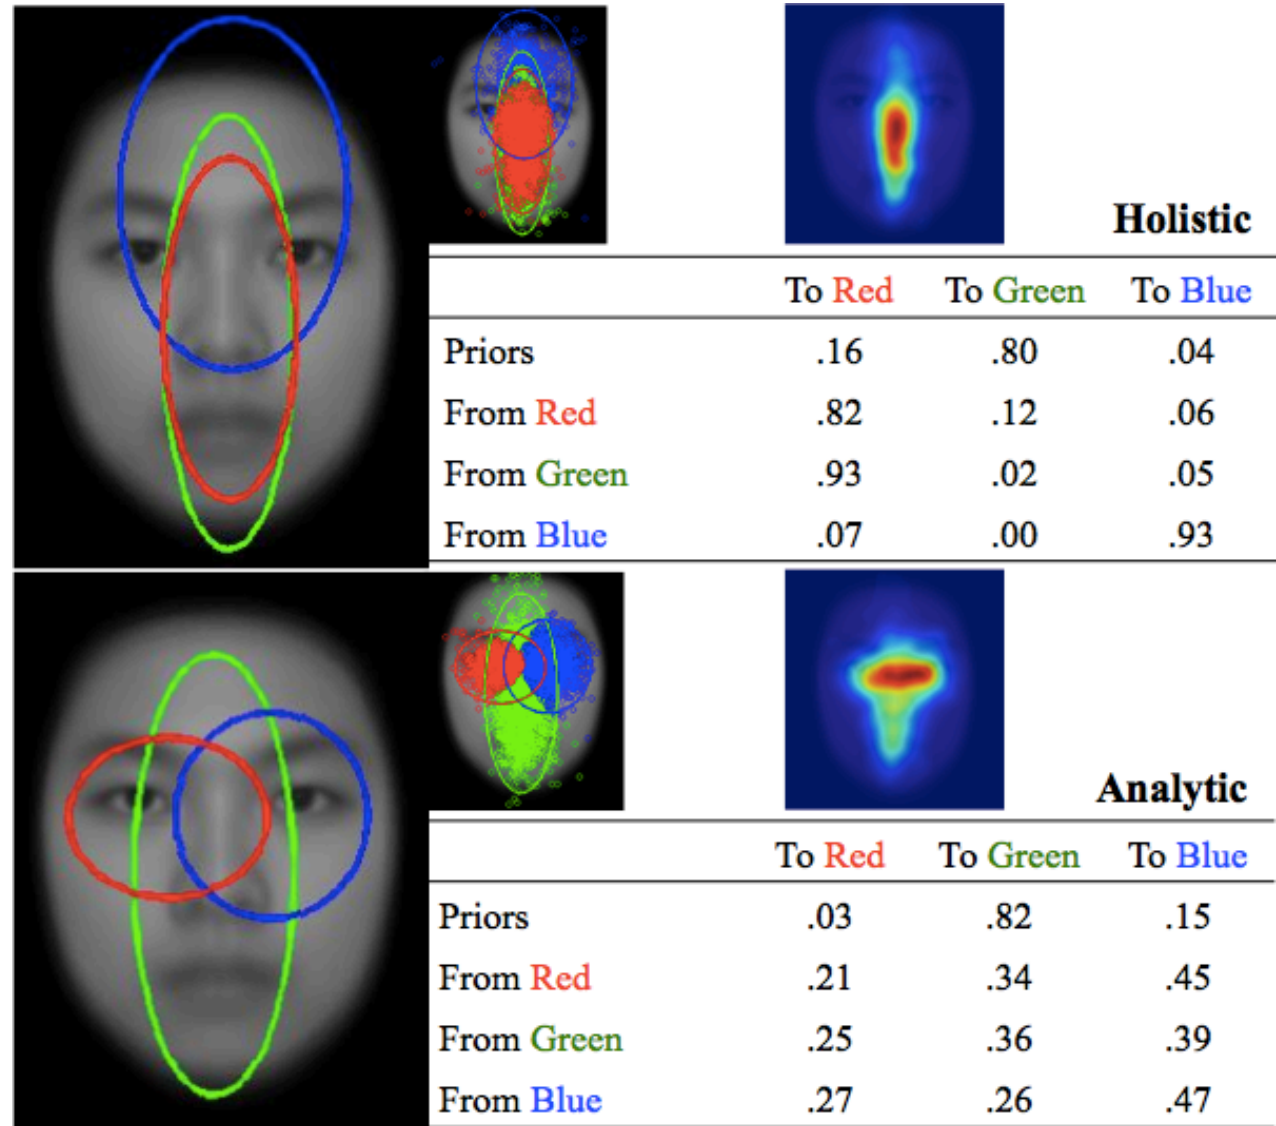 Holistic
To Red To Green To Blue
Priors .16 .80 .04
From Red .82 .12 .06
From Green .93 .02 .05
From Blue .07 .00 .93
Analytic
To Red To Green To Blue
Priors .03 .82 .15
From Red .21 .34 .45
From Green .25 .36 .39
From Blue .27 .26 .47